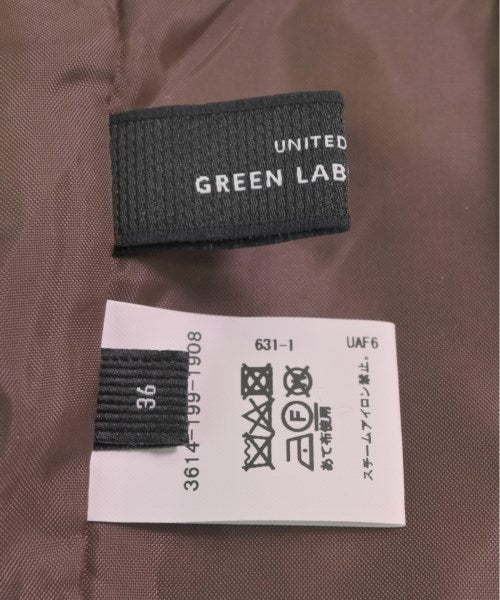 UNITED
GREEN LAB
36
3614-199-1908
631-1
UAF6
F
あて布使用
スチームアイロン禁止。